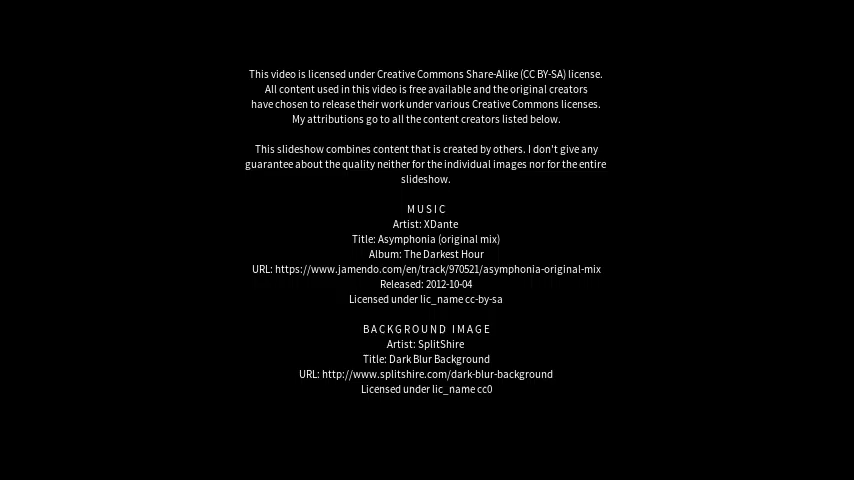 This video is licensed under Creative Commons Share-Alike (CC BY-SA) license.
All content used in this video is free available and the original creators
have chosen to release their work under various Creative Commons licenses.
My attributions go to all the content creators listed below.
This slideshow combines content that is created by others. I don't give any
guarantee about the quality neither for the individual images nor for the entire
slideshow.
MUSIC
Artist: XDante
Title: Asymphonia (original mix)
Album: The Darkest Hour
URL: https://www.jamendo.com/en/track/970521/asymphonia-original-mix
Released: 2012-10-04
Licensed under lic_name cc-by-sa
BACKGROUND IMAGE
Artist: SplitShire
Title: Dark Blur Background
URL: http://www.splitshire.com/dark-blur-background
Licensed under lic_name cc0